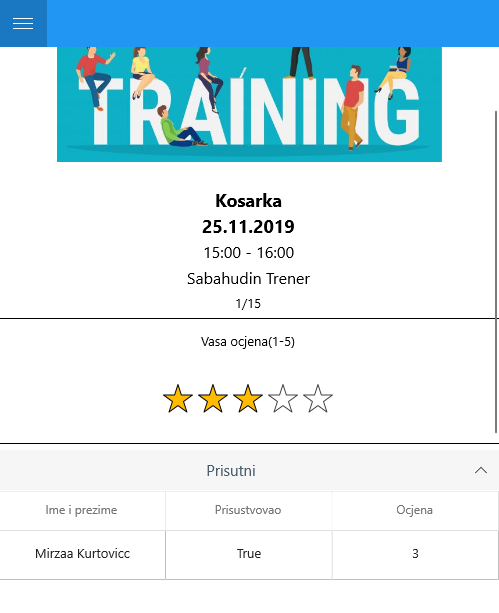 TRAINING
Kosarka
25.11.2019
15:00 - 16:00
Sabahudin Trener
1/15
Vasa ocjena(1-5)
Prisutni
Ime i prezime Prisustvovao Ocjena
Mirzaa Kurtovicc True 3